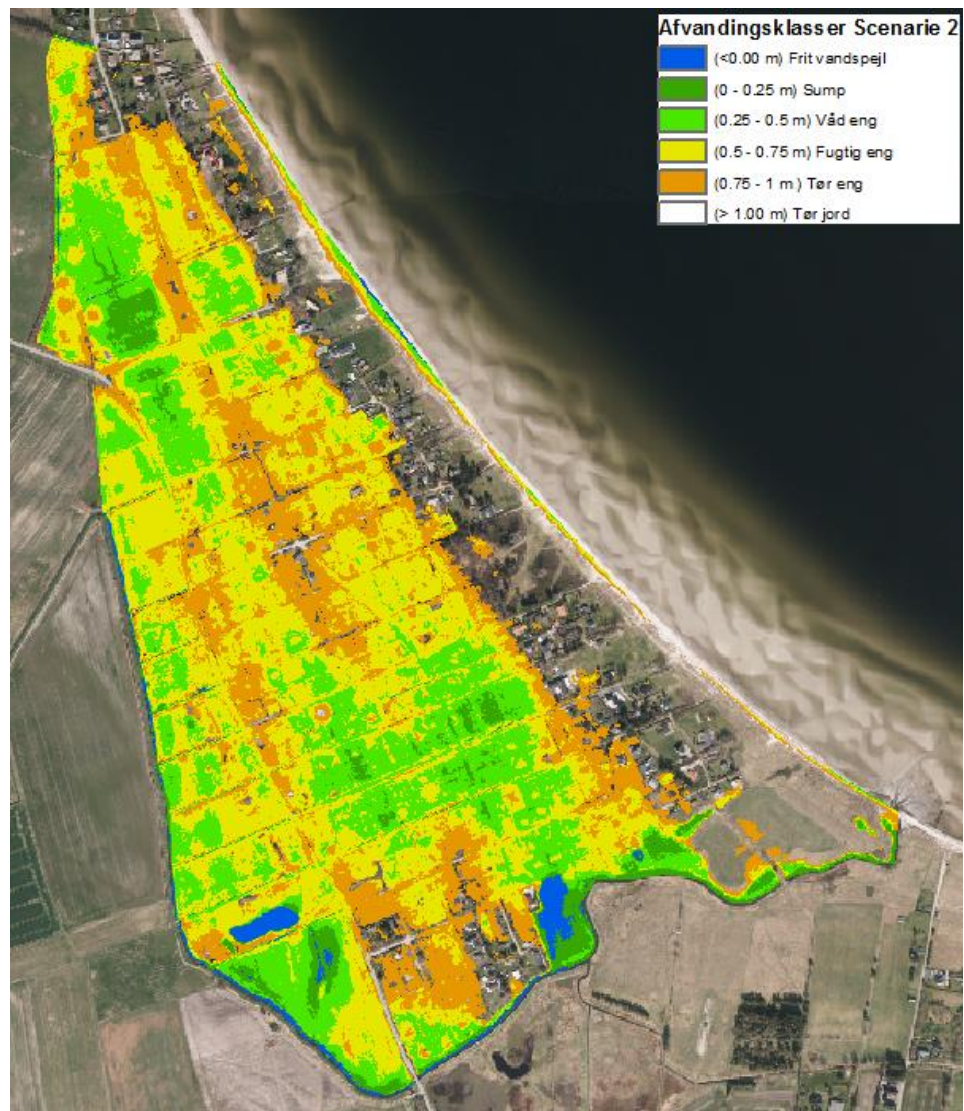 Afvandingsklasser Scenarie 2
(<0.00 m) Frit vandspejl
(0 - 0.25 m) Sump
(0.25 - 0.5 m) Våd eng
(0.5 - 0.75 m) Fugtig eng
(0.75 - 1 m) Tør eng
(> 1.00 m) Tør jord